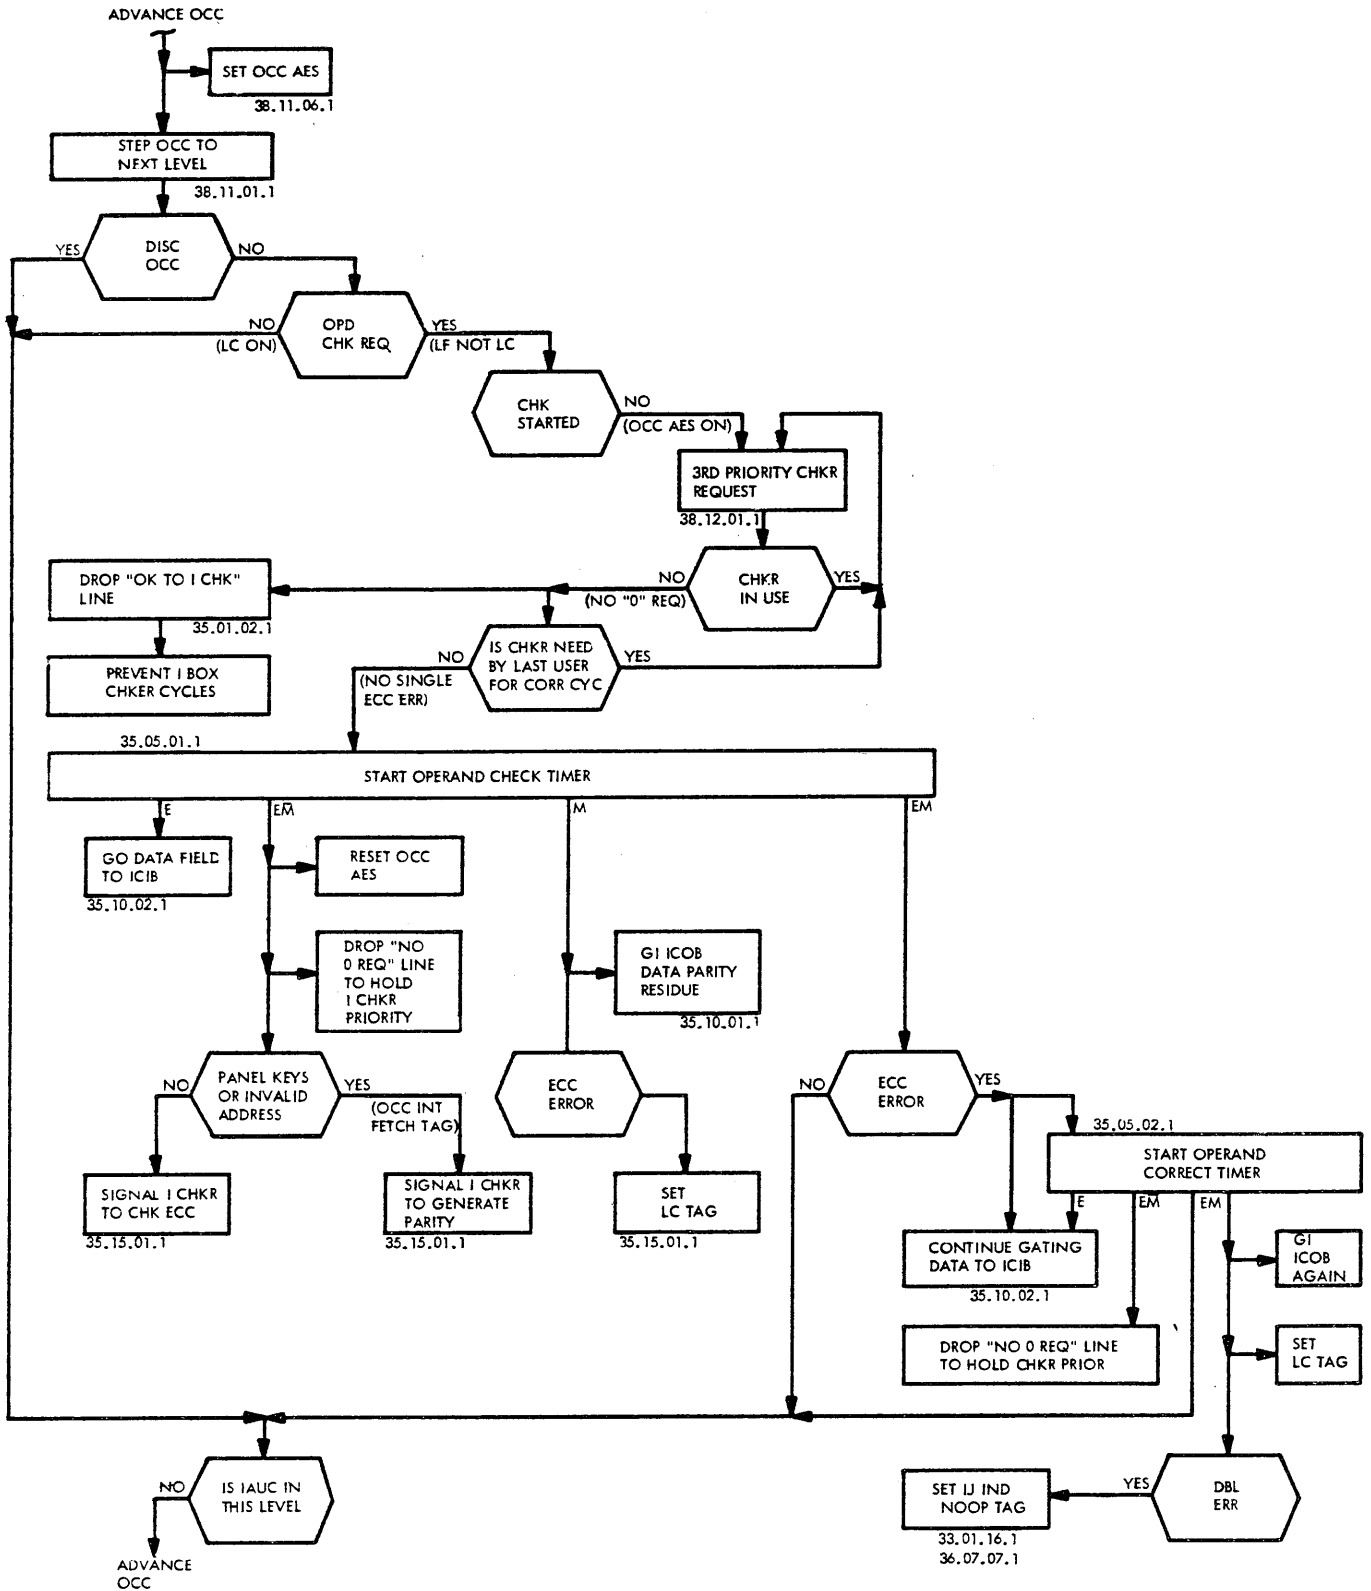 ADVANCE OCC
SET OCC AES
38.11.06.1
STEP OCC TO
NEXT LEVEL
38.11.01.1
DISC
OCC
YES
NO
OPD
CHK REQ
NO
(LC ON)
YES
(LF NOT LC
CHK
STARTED
NO
(OCC AES ON)
3RD PRIORITY CHKR
REQUEST
38.12.01.1
CHKR
IN USE
NO
(NO "0" REQ)
YES
DROP "OK TO I CHK"
LINE
35.01.02.1
PREVENT I BOX
CHKER CYCLES
IS CHKR NEED
BY LAST USER
FOR CORR CYC
NO
(NO SINGLE
ECC ERR)
YES
35.05.01.1
START OPERAND CHECK TIMER
E
EM
M
EM
GO DATA FIELD
TO ICIB
35.10.02.1
RESET OCC
AES
DROP "NO
0 REQ" LINE
TO HOLD
I CHKR
PRIORITY
GI ICOB
DATA PARITY
RESIDUE
35.10.01.1
PANEL KEYS
OR INVALID
ADDRESS
NO
YES
(OCC INT
FETCH TAG)
ECC
ERROR
ECC
ERROR
NO
YES
35.05.02.1
START OPERAND
CORRECT TIMER
SIGNAL I CHKR
TO CHK ECC
35.15.01.1
SIGNAL I CHKR
TO GENERATE
PARITY
35.15.01.1
SET
LC TAG
35.15.01.1
E
EM
EM
CONTINUE GATING
DATA TO ICIB
35.10.02.1
GI
ICOB
AGAIN
DROP "NO 0 REQ" LINE
TO HOLD CHKR PRIOR
SET
LC TAG
IS IAUC IN
THIS LEVEL
NO
ADVANCE
OCC
DBL
ERR
YES
SET IJ IND
NOOP TAG
33.01.16.1
36.07.07.1